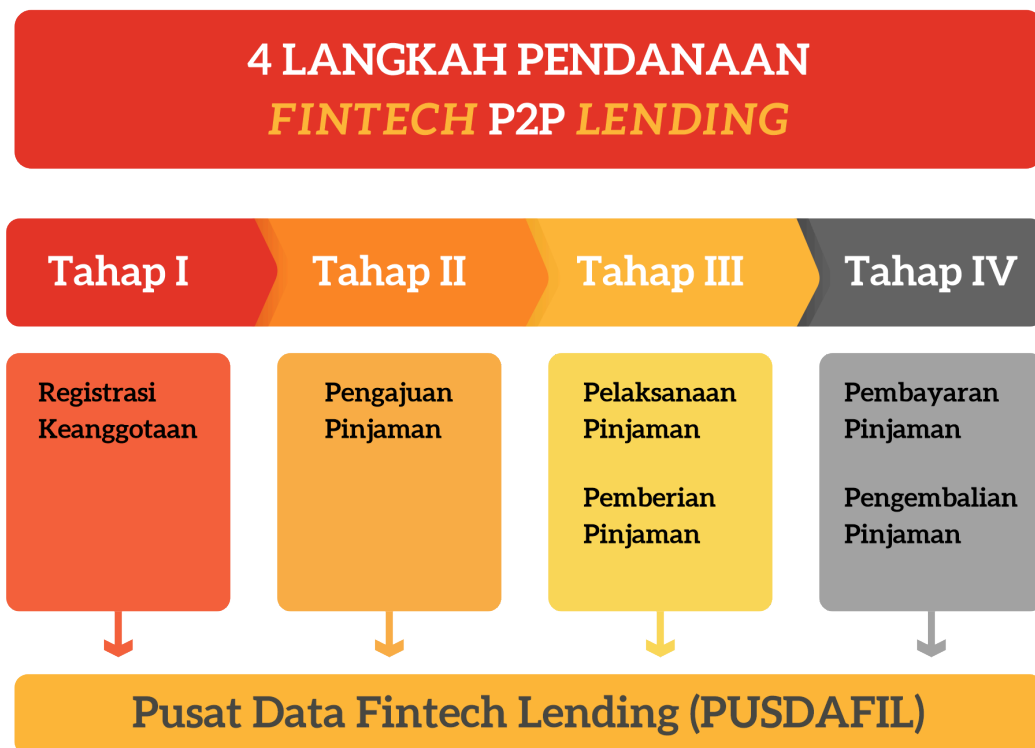 4 LANGKAH PENDANAAN
FINTECH P2P LENDING
Tahap I
Tahap II
Tahap III
Tahap IV
Registrasi
Keanggotaan
Pengajuan
Pinjaman
Pelaksanaan
Pinjaman
Pemberian
Pinjaman
Pembayaran
Pinjaman
Pengembalian
Pinjaman
Pusat Data Fintech Lending (PUSDAFIL)